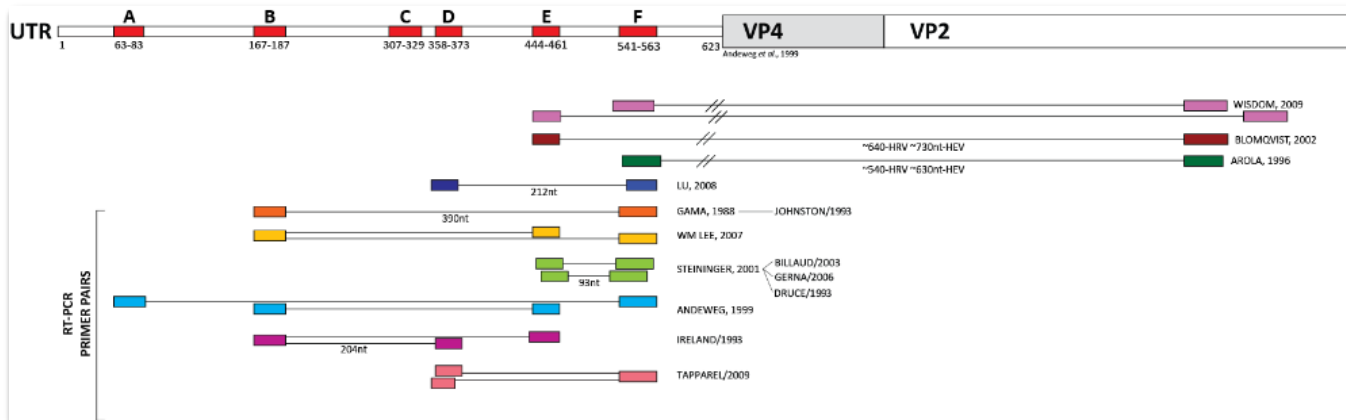 A B C D E F
UTR VP4 VP2
1 63-83 167-187 307-329 358-373 444-461 541-563 623
Andeweg et al., 1999
WISDOM, 2009
BLOMQVIST, 2002
~640-HRV ~730nt-HEV
AROLA, 1996
~540-HRV ~630nt-HEV
LU, 2008
212nt
GAMA, 1988 JOHNSTON/1993
390nt
WM LEE, 2007
BILLAUD/2003
STEININGER, 2001
GERNA/2006
93nt
DRUCE/1993
ANDEWEG, 1999
IRELAND/1993
204nt
TAPPAREL/2009
RT-PCR
PRIMER PAIRS